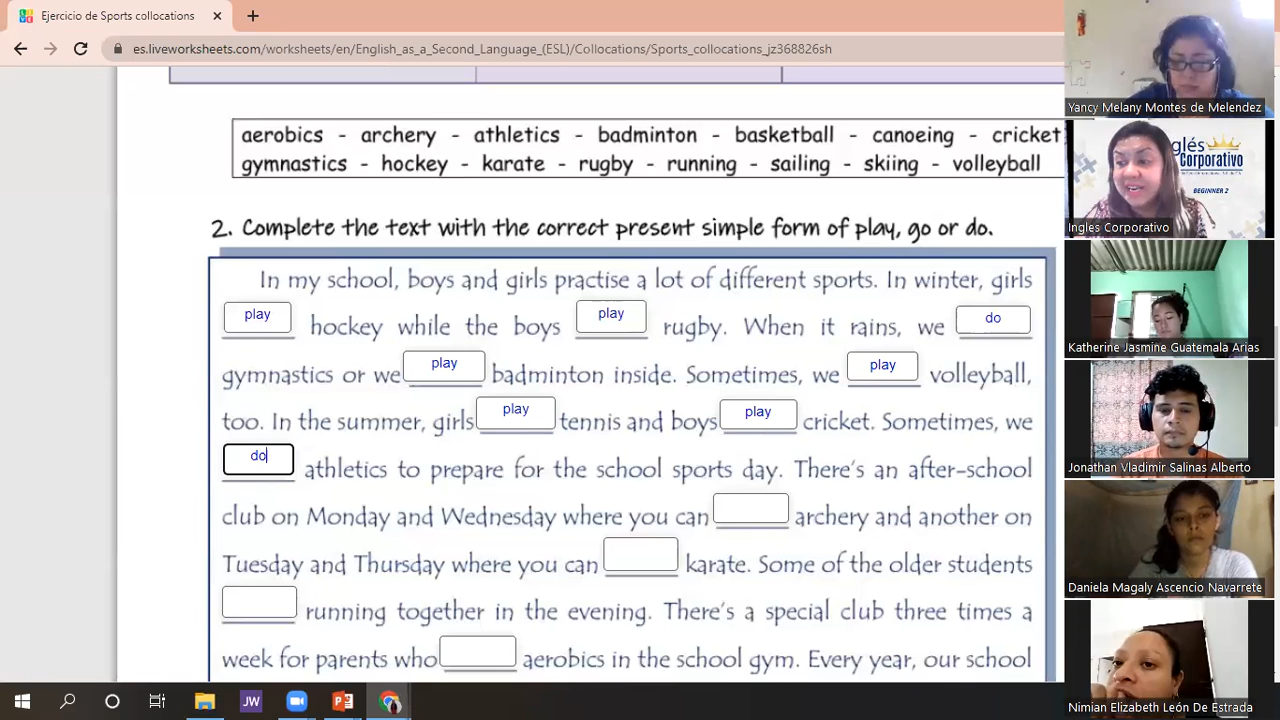 Ejercicio de Sports collocations
es.liveworksheets.com/worksheets/en/English_as_a_Second_Language_(ESL)/Collocations/Sports_collocations_jz368826sh
aerobics - archery - athletics - badminton - basketball - canoeing - cricket
gymnastics - hockey - karate - rugby - running - sailing - skiing - volleyball
2. Complete the text with the correct present simple form of play, go or do.
In my school, boys and girls practise a lot of different sports. In winter, girls
play hockey while the boys play rugby. When it rains, we do
gymnastics or we play badminton inside. Sometimes, we play volleyball,
too. In the summer, girls play tennis and boys play cricket. Sometimes, we
do athletics to prepare for the school sports day. There's an after-school
club on Monday and Wednesday where you can archery and another on
Tuesday and Thursday where you can karate. Some of the older students
running together in the evening. There's a special club three times a
week for parents who aerobics in the school gym. Every year, our school
Yancy Melany Montes de Melendez
glés
Corporativo
BEGINNER 2
Ingles Corporativo
Katherine Jasmine Guatemala Arias
Jonathan Vladimir Salinas Alberto
Daniela Magaly Ascencio Navarrete
Nimian Elizabeth León De Estrada
JW